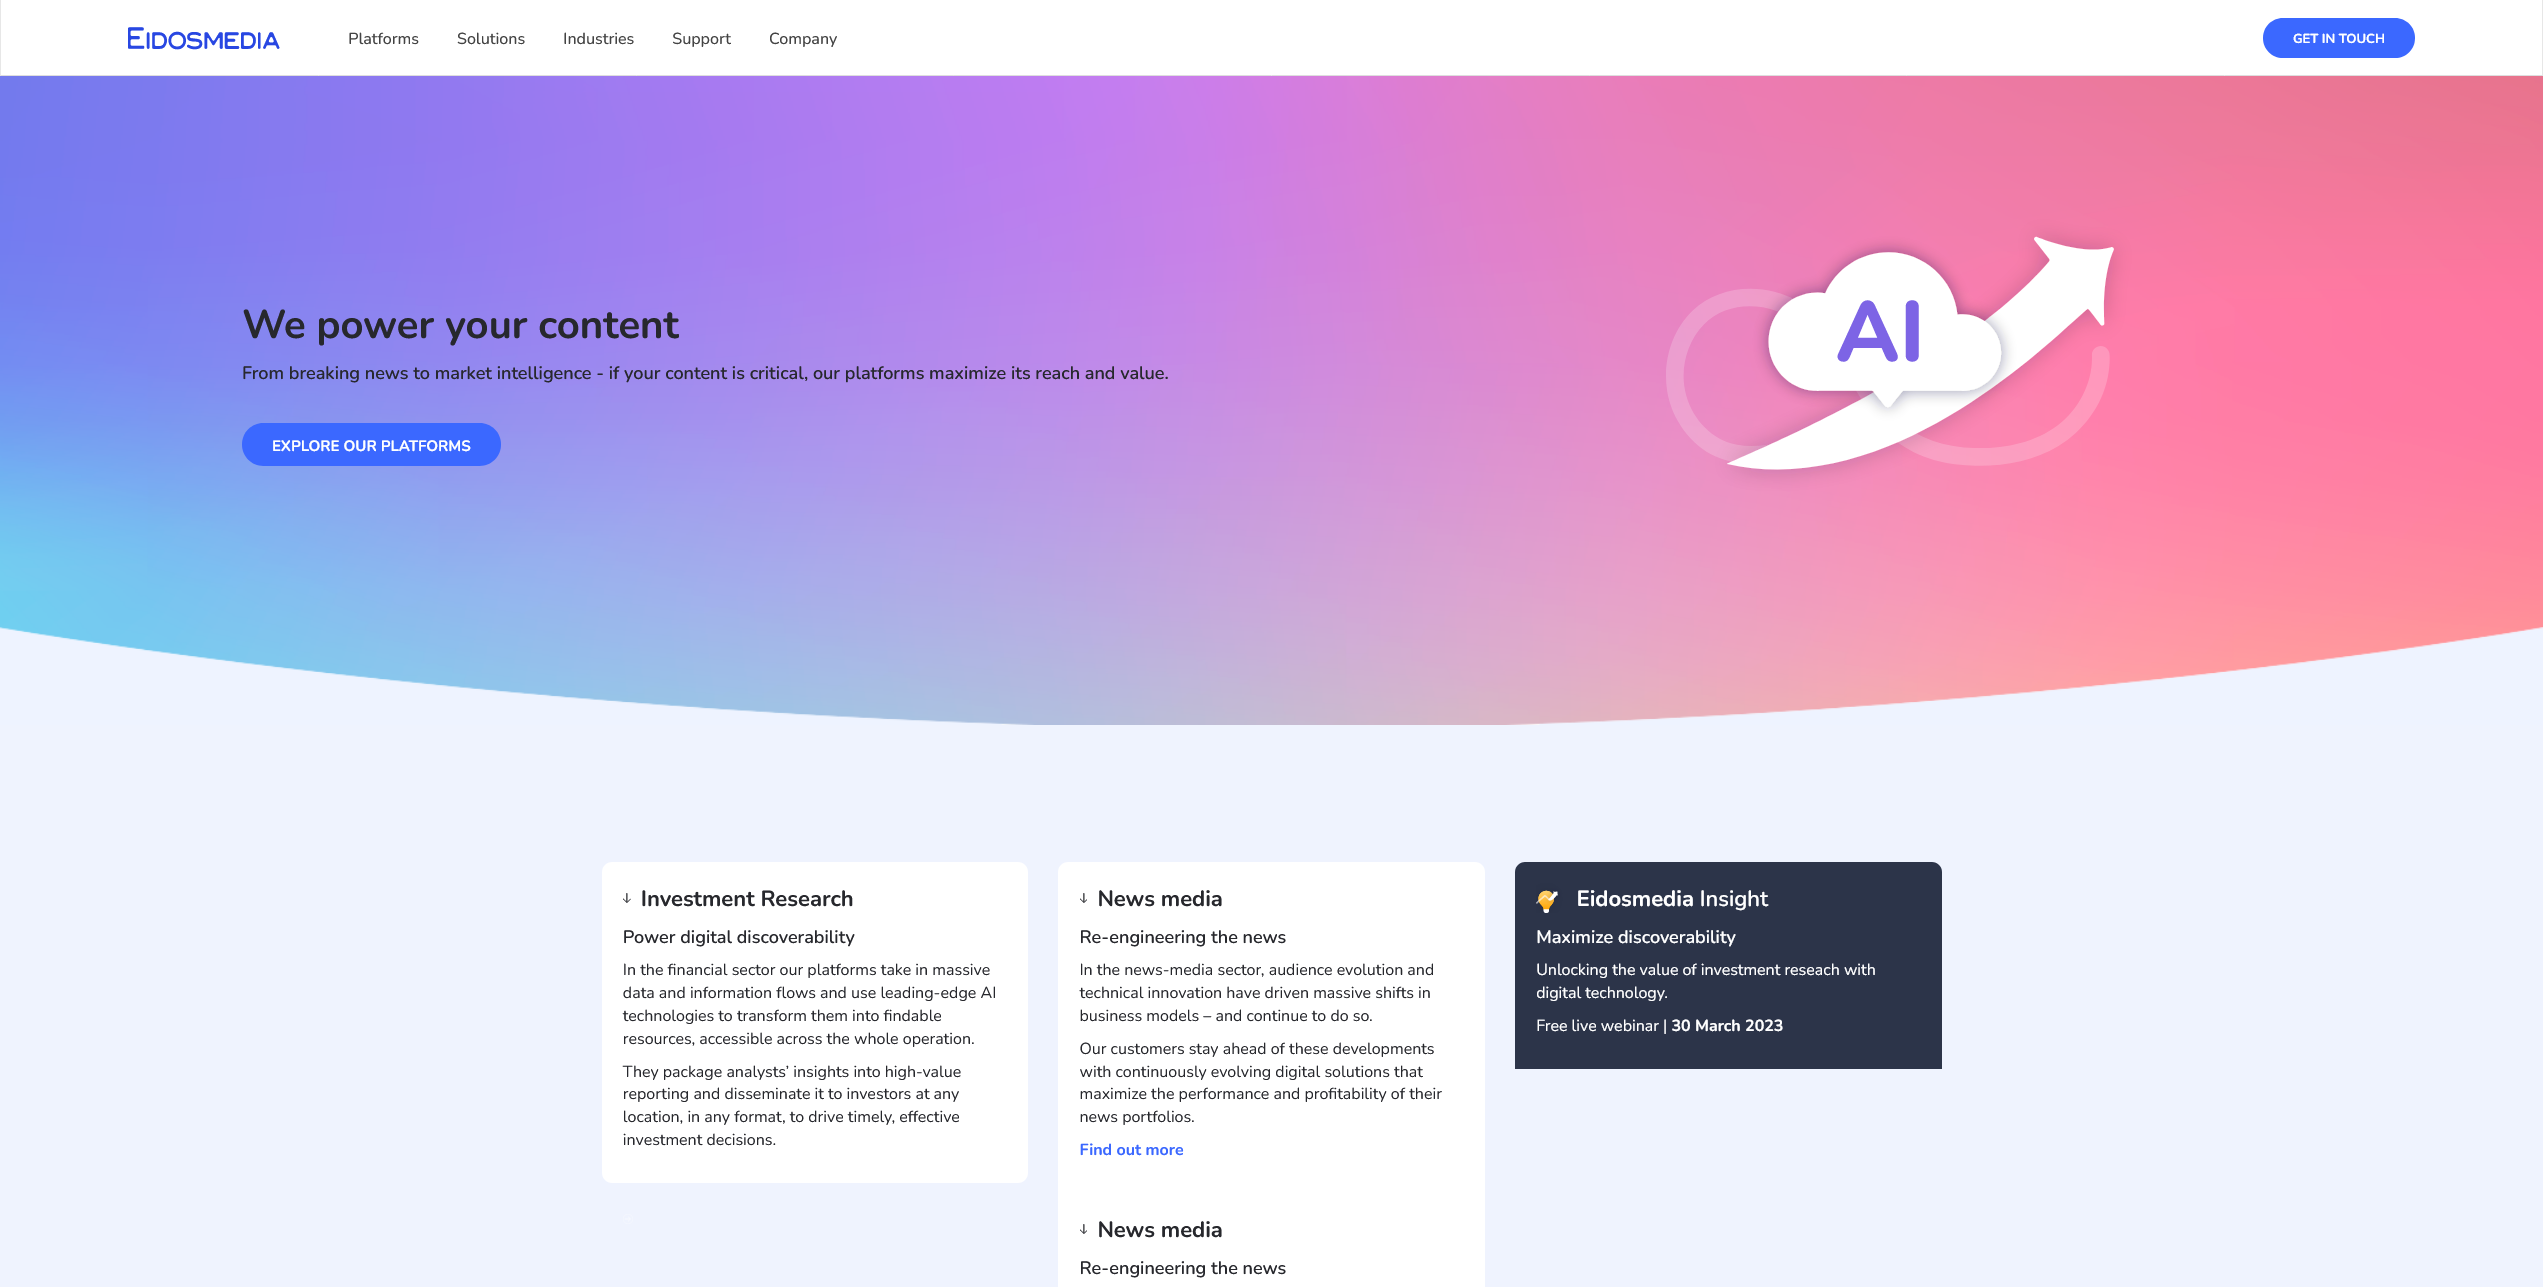 EIDOSMEDIA
Platforms
Solutions
Industries
Support
Company
GET IN TOUCH
We power your content
From breaking news to market intelligence - if your content is critical, our platforms maximize its reach and value.
EXPLORE OUR PLATFORMS
AI
Investment Research
Power digital discoverability
In the financial sector our platforms take in massive
data and information flows and use leading-edge AI
technologies to transform them into findable
resources, accessible across the whole operation.
They package analysts’ insights into high-value
reporting and disseminate it to investors at any
location, in any format, to drive timely, effective
investment decisions.
News media
Re-engineering the news
In the news-media sector, audience evolution and
technical innovation have driven massive shifts in
business models – and continue to do so.
Our customers stay ahead of these developments
with continuously evolving digital solutions that
maximize the performance and profitability of their
news portfolios.
Find out more
News media
Re-engineering the news
Eidosmedia Insight
Maximize discoverability
Unlocking the value of investment reseach with
digital technology.
Free live webinar | 30 March 2023